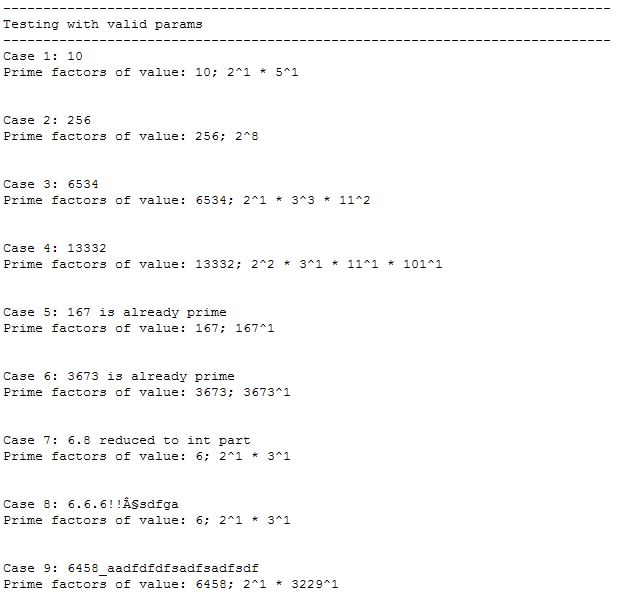 --------------------------------------------------------------------------
Testing with valid params
--------------------------------------------------------------------------
Case 1: 10
Prime factors of value: 10; 2^1 * 5^1
Case 2: 256
Prime factors of value: 256; 2^8
Case 3: 6534
Prime factors of value: 6534; 2^1 * 3^3 * 11^2
Case 4: 13332
Prime factors of value: 13332; 2^2 * 3^1 * 11^1 * 101^1
Case 5: 167 is already prime
Prime factors of value: 167; 167^1
Case 6: 3673 is already prime
Prime factors of value: 3673; 3673^1
Case 7: 6.8 reduced to int part
Prime factors of value: 6; 2^1 * 3^1
Case 8: 6.6.6!!Â§sdfga
Prime factors of value: 6; 2^1 * 3^1
Case 9: 6458_aadfdfdfsadfsadfsdf
Prime factors of value: 6458; 2^1 * 3229^1